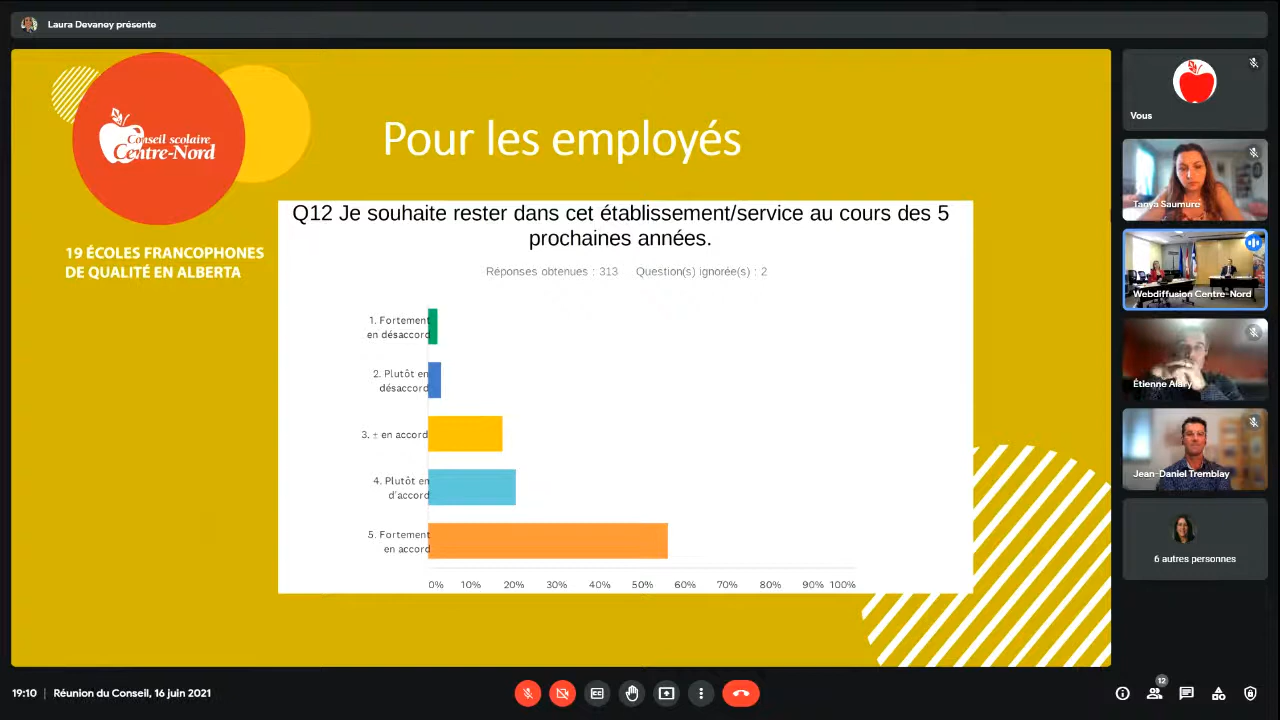 Laura Devaney présente
Conseil scolaire
Centre-Nord
Pour les employés
19 ÉCOLES FRANCOPHONES
DE QUALITÉ EN ALBERTA
Q12 Je souhaite rester dans cet établissement/service au cours des 5
prochaines années.
Réponses obtenues : 313 Question(s) ignorée(s) : 2
1. Fortement
en désaccord
2. Plutôt en
désaccord
3. ± en accord
4. Plutôt en
d'accord
5. Fortement
en accord
0% 10% 20% 30% 40% 50% 60% 70% 80% 90% 100%
Vous
Tanya Saumure
Webdiffusion Centre-Nord
Étienne Alary
Jean-Daniel Tremblay
6 autres personnes
19:10 | Réunion du Conseil, 16 juin 2021
12